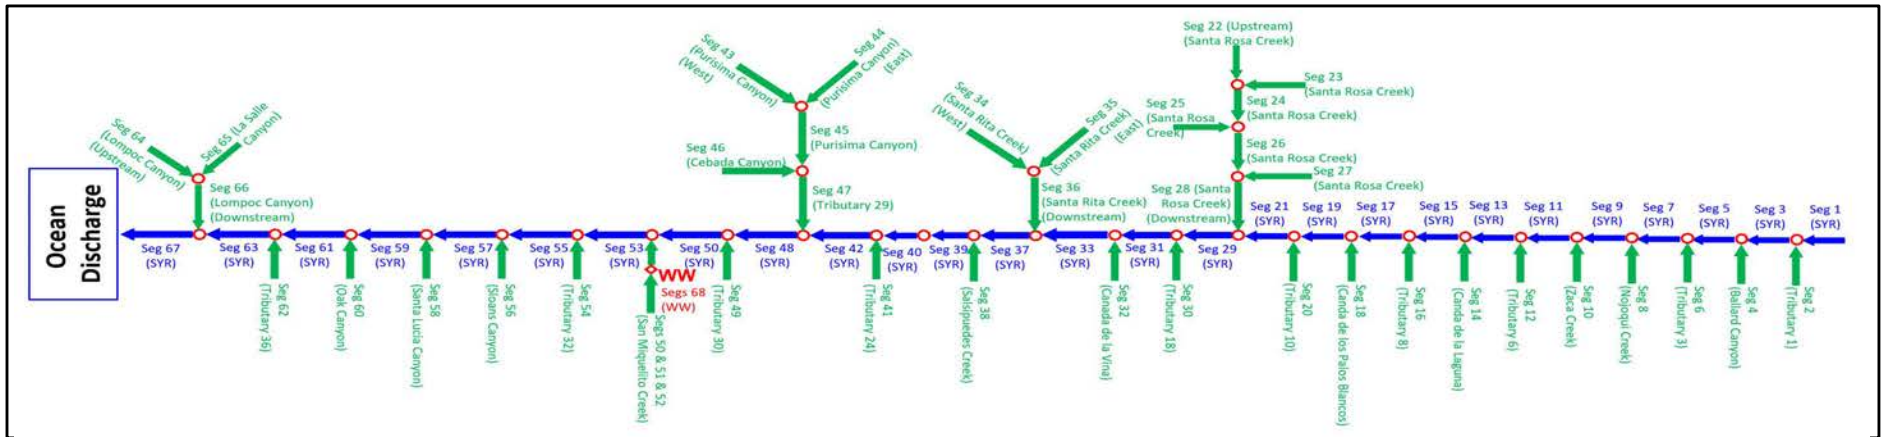 Seg 22 (Upstream)
(Santa Rosa Creek)
Seg 23
(Santa Rosa Creek)
Seg 24
(Santa Rosa Creek)
Seg 25
(Santa Rosa
Creek)
Seg 26
(Santa Rosa Creek)
Seg 27
(Santa Rosa Creek)
Seg 28 (Santa
Rosa Creek)
(Downstream)
Seg 43
(Purisima Canyon)
(West)
Seg 44
(Purisima Canyon)
(East)
Seg 45
(Purisima Canyon)
Seg 46
(Cebada Canyon)
Seg 47
(Tributary 29)
Seg 34
(Santa Rita Creek)
(West)
Seg 35
(Santa Rita Creek)
(East)
Seg 36
(Santa Rita Creek)
(Downstream)
Seg 64
(Lompoc Canyon)
(Upstream)
Seg 65 (La Salle
Canyon)
Seg 66
(Lompoc Canyon)
(Downstream)
Ocean
Discharge
Seg 67
(SYR)
Seg 63
(SYR)
Seg 61
(SYR)
Seg 59
(SYR)
Seg 57
(SYR)
Seg 55
(SYR)
Seg 53
(SYR)
Seg 50
(SYR)
Seg 48
(SYR)
Seg 42
(SYR)
Seg 40
(SYR)
Seg 39
(SYR)
Seg 37
(SYR)
Seg 33
(SYR)
Seg 31
(SYR)
Seg 29
(SYR)
Seg 21
(SYR)
Seg 19
(SYR)
Seg 17
(SYR)
Seg 15
(SYR)
Seg 13
(SYR)
Seg 11
(SYR)
Seg 9
(SYR)
Seg 7
(SYR)
Seg 5
(SYR)
Seg 3
(SYR)
Seg 1
(SYR)
Seg 62
(Tributary 36)
Seg 60
(Oak Canyon)
Seg 58
(Santa Lucia Canyon)
Seg 56
(Sloans Canyon)
Seg 54
(Tributary 32)
WW
Segs 68
(WW)
Segs 50 & 51 & 52
(San Miquelito Creek)
Seg 49
(Tributary 30)
Seg 41
(Tributary 24)
Seg 38
(Salsipuedes Creek)
Seg 32
(Canada de la Vina)
Seg 30
(Tributary 18)
Seg 20
(Tributary 10)
Seg 18
(Canda de los Palos Blancos)
Seg 16
(Tributary 8)
Seg 14
(Canda de la Laguna)
Seg 12
(Tributary 6)
Seg 10
(Zaca Creek)
Seg 8
(Nojoqui Creek)
Seg 6
(Tributary 3)
Seg 4
(Ballard Canyon)
Seg 2
(Tributary 1)